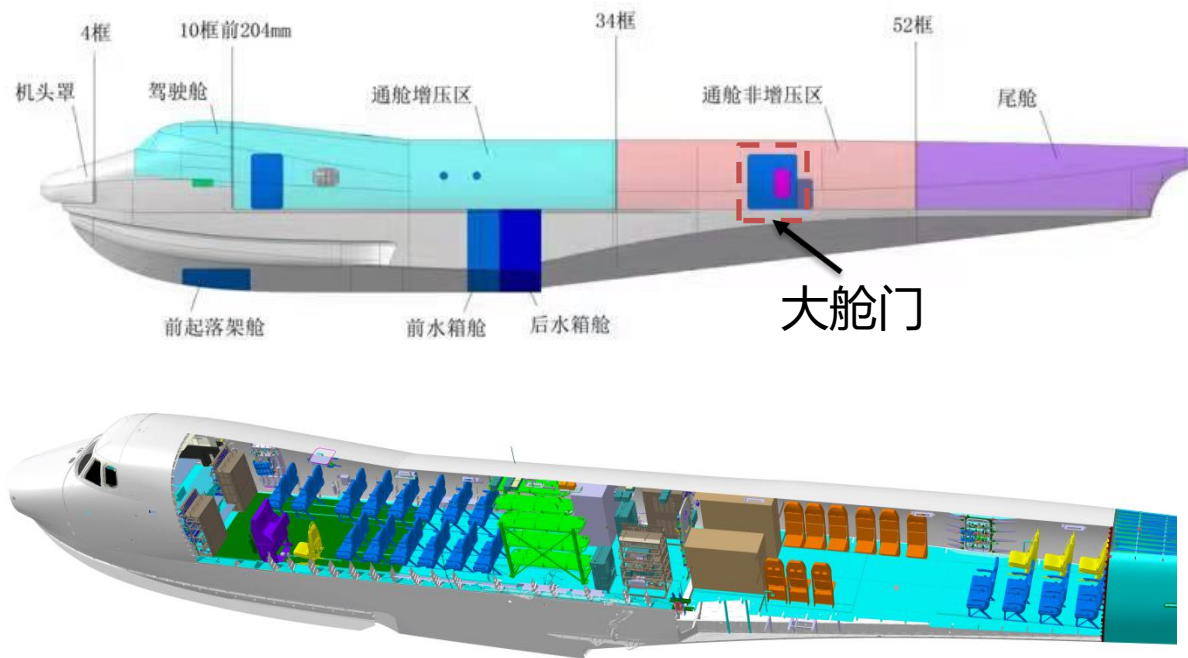 4框
10框前204mm
34框
52框
机头罩
驾驶舱
通舱增压区
通舱非增压区
尾舱
大舱门
前起落架舱
前水箱舱
后水箱舱